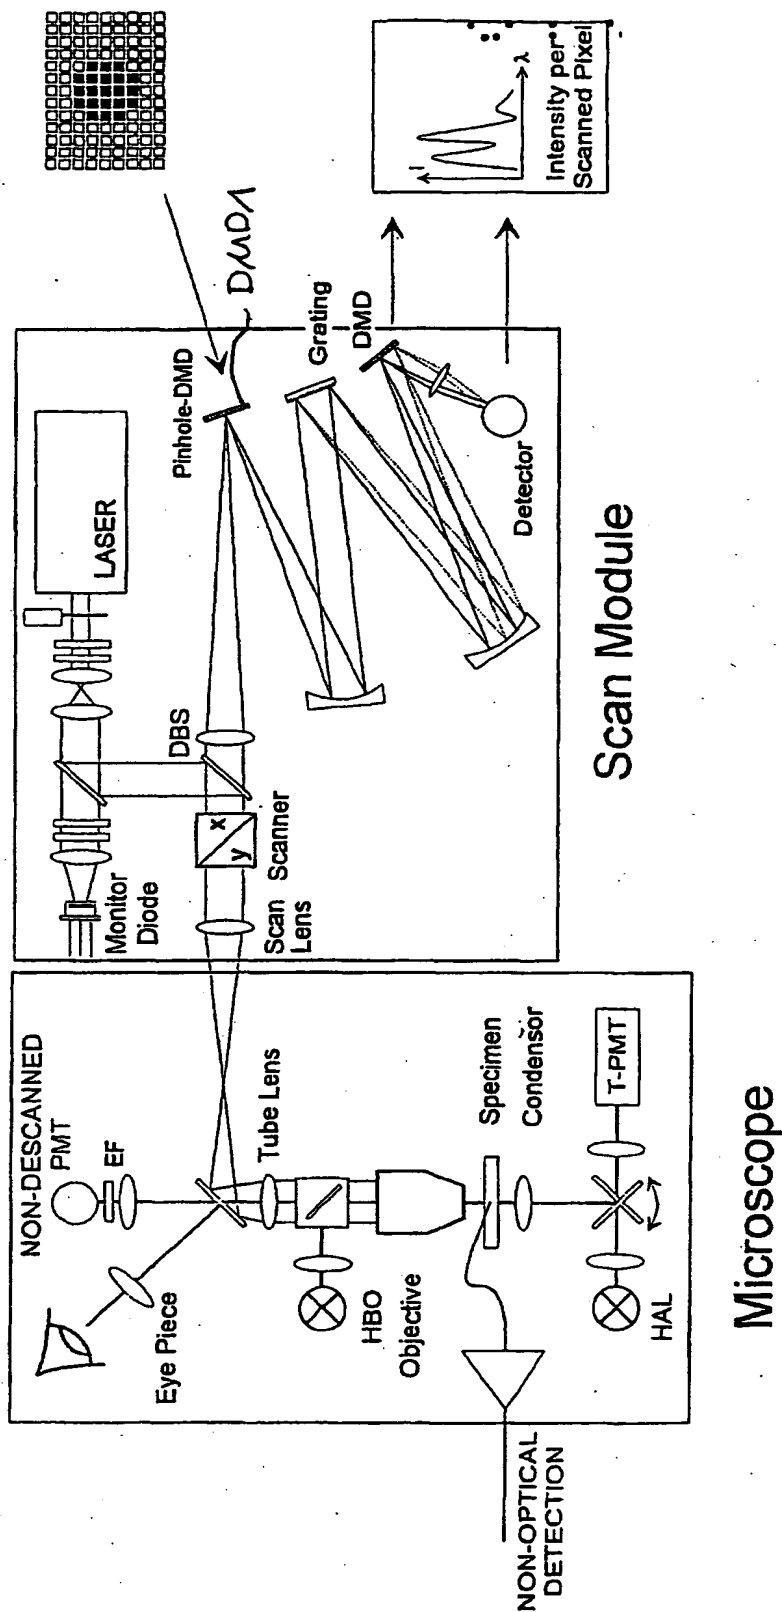 NON-DESCANNED
PMT
EF
Eye Piece
Tube Lens
HBO
Objective
Specimen
Condensor
HAL
T-PMT
NON-OPTICAL
DETECTION
Microscope
Monitor
Diode
LASER
DBS
Scan
Lens
Scanner
x
y
Pinhole-DMD
DMD1
Grating
DMD
Detector
Scan Module
I
λ
Intensity per
Scanned Pixel